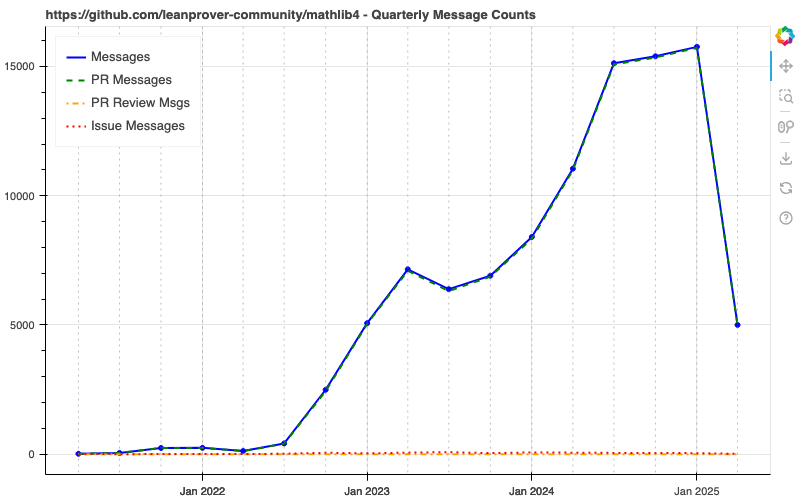 https://github.com/leanprover-community/mathlib4 - Quarterly Message Counts
Messages
PR Messages
PR Review Msgs
Issue Messages
15000
10000
5000
0
Jan 2022
Jan 2023
Jan 2024
Jan 2025